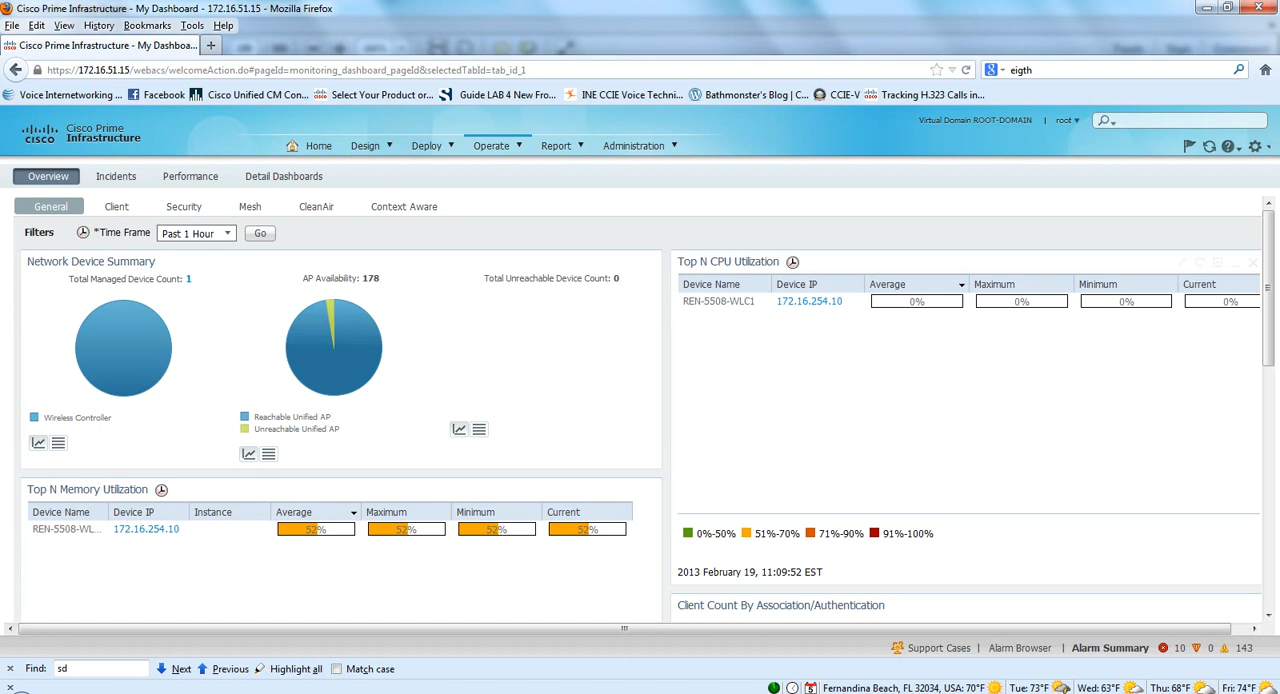 Cisco Prime Infrastructure - My Dashboard - 172.16.51.15 - Mozilla Firefox
File Edit View History Bookmarks Tools Help
Cisco Prime Infrastructure - My Dashboa... +
https://172.16.51.15/webacs/welcomeAction.do#pageId=monitoring_dashboard_pageId&selectedTabId=tab_id_1 eigth
Voice Internetworking ... Facebook Cisco Unified CM Con... Select Your Product or... Guide LAB 4 New Fro... INE CCIE Voice Techni... Bathmonster's Blog | C... CCIE-V Tracking H.323 Calls in...
cisco Cisco Prime Infrastructure
Virtual Domain ROOT-DOMAIN | root
Home Design Deploy Operate Report Administration
Overview Incidents Performance Detail Dashboards
General Client Security Mesh CleanAir Context Aware
Filters *Time Frame Past 1 Hour Go
Network Device Summary
Total Managed Device Count: 1 AP Availability: 178 Total Unreachable Device Count: 0
Wireless Controller
Reachable Unified AP
Unreachable Unified AP
Top N Memory Utilization
Device Name Device IP Instance Average Maximum Minimum Current
REN-5508-WL... 172.16.254.10 52% 52% 52% 52%
Top N CPU Utilization
Device Name Device IP Average Maximum Minimum Current
REN-5508-WLC1 172.16.254.10 0% 0% 0% 0%
0%-50% 51%-70% 71%-90% 91%-100%
2013 February 19, 11:09:52 EST
Client Count By Association/Authentication
Support Cases | Alarm Browser | Alarm Summary 10 0 143
Find: sd Next Previous Highlight all Match case
Fernandina Beach, FL 32034, USA: 70°F Tue: 73°F Wed: 63°F Thu: 68°F Fri: 74°F